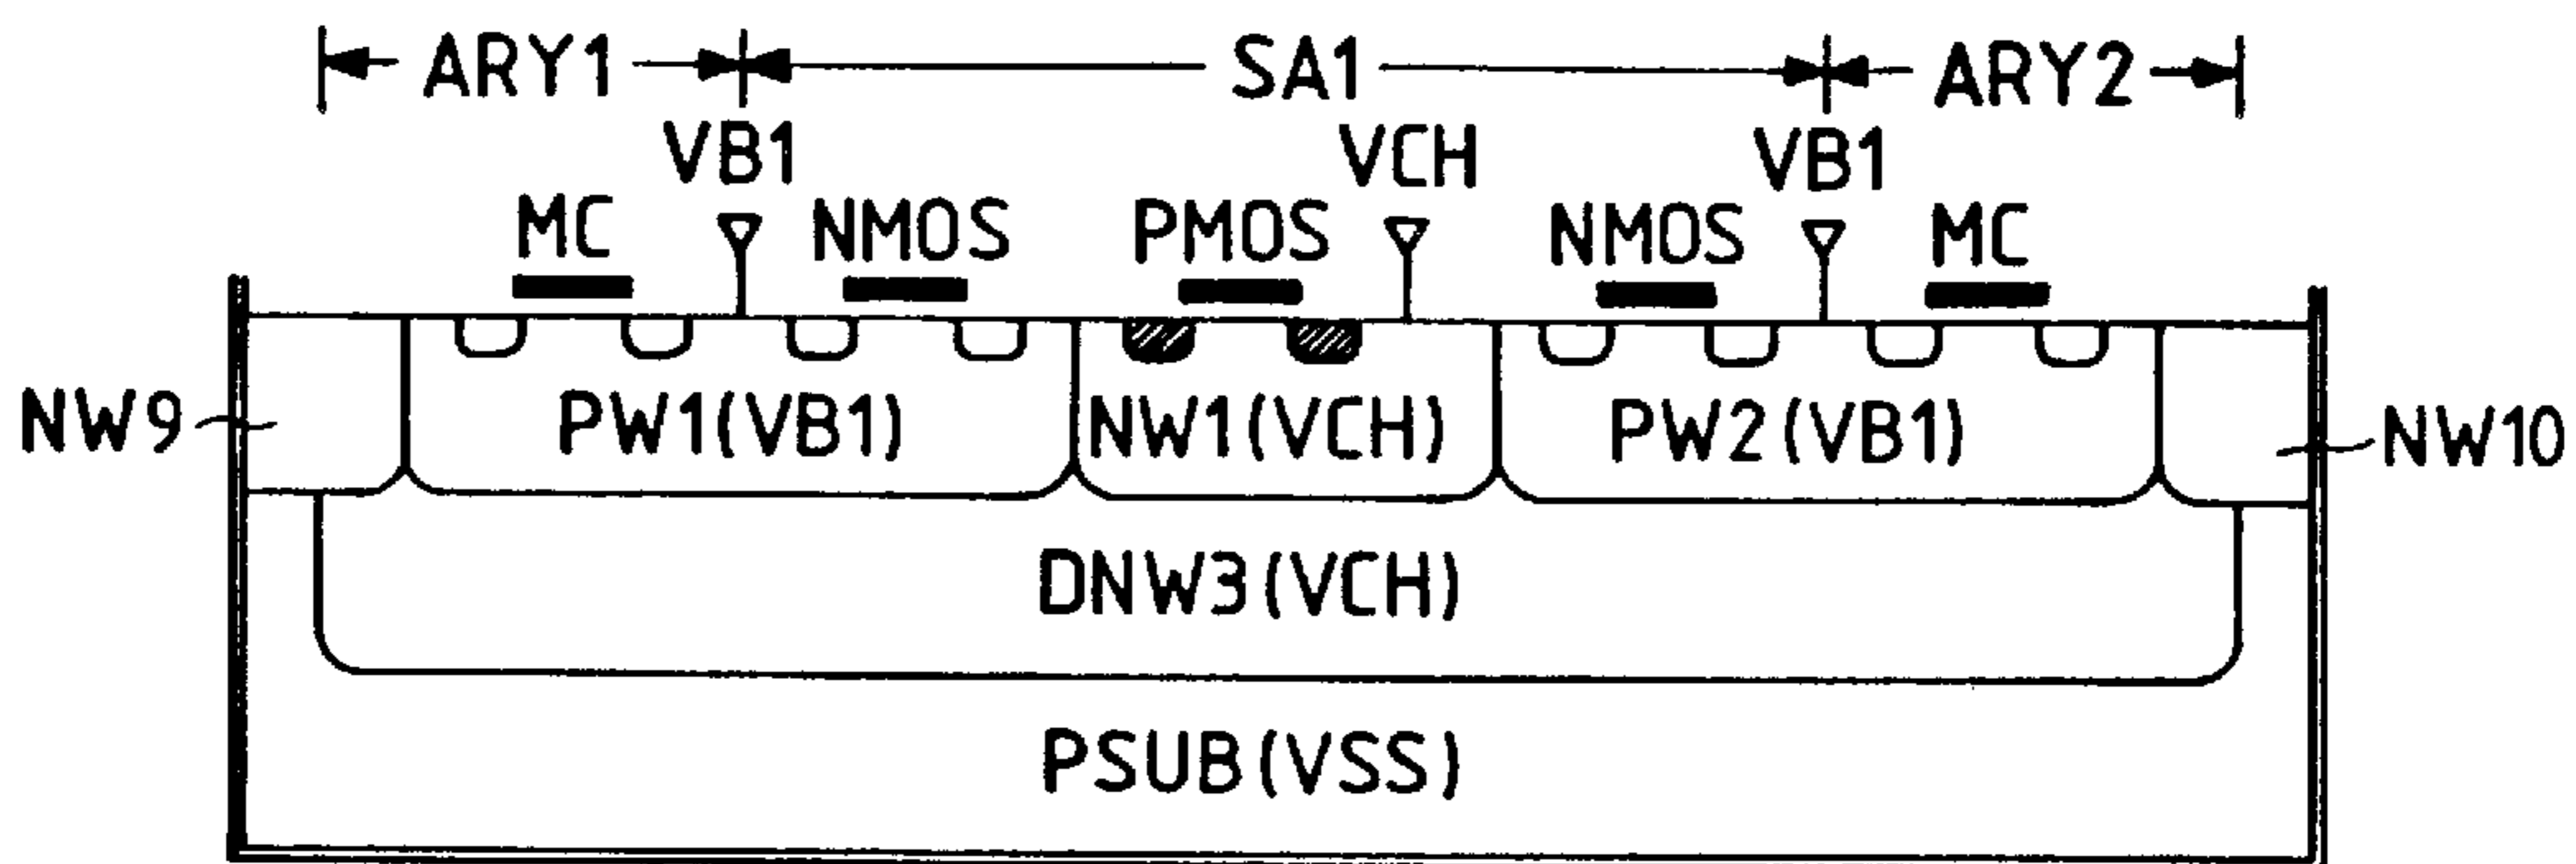 ARY1 SA1 ARY2
VB1 VCH VB1
MC NMOS PMOS NMOS MC
NW9 PW1(VB1) NW1(VCH) PW2(VB1) NW10
DNW3(VCH)
PSUB(VSS)